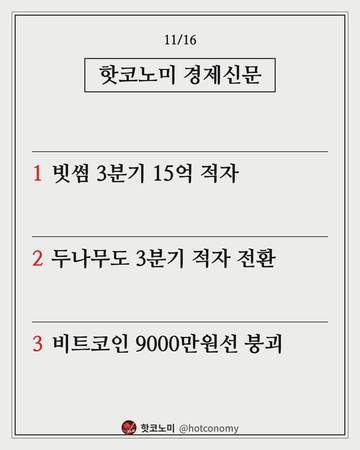 11/16
핫코노미 경제신문
1 빗썸 3분기 15억 적자
2 두나무도 3분기 적자 전환
3 비트코인 9000만원선 붕괴
핫코노미 @hotconomy